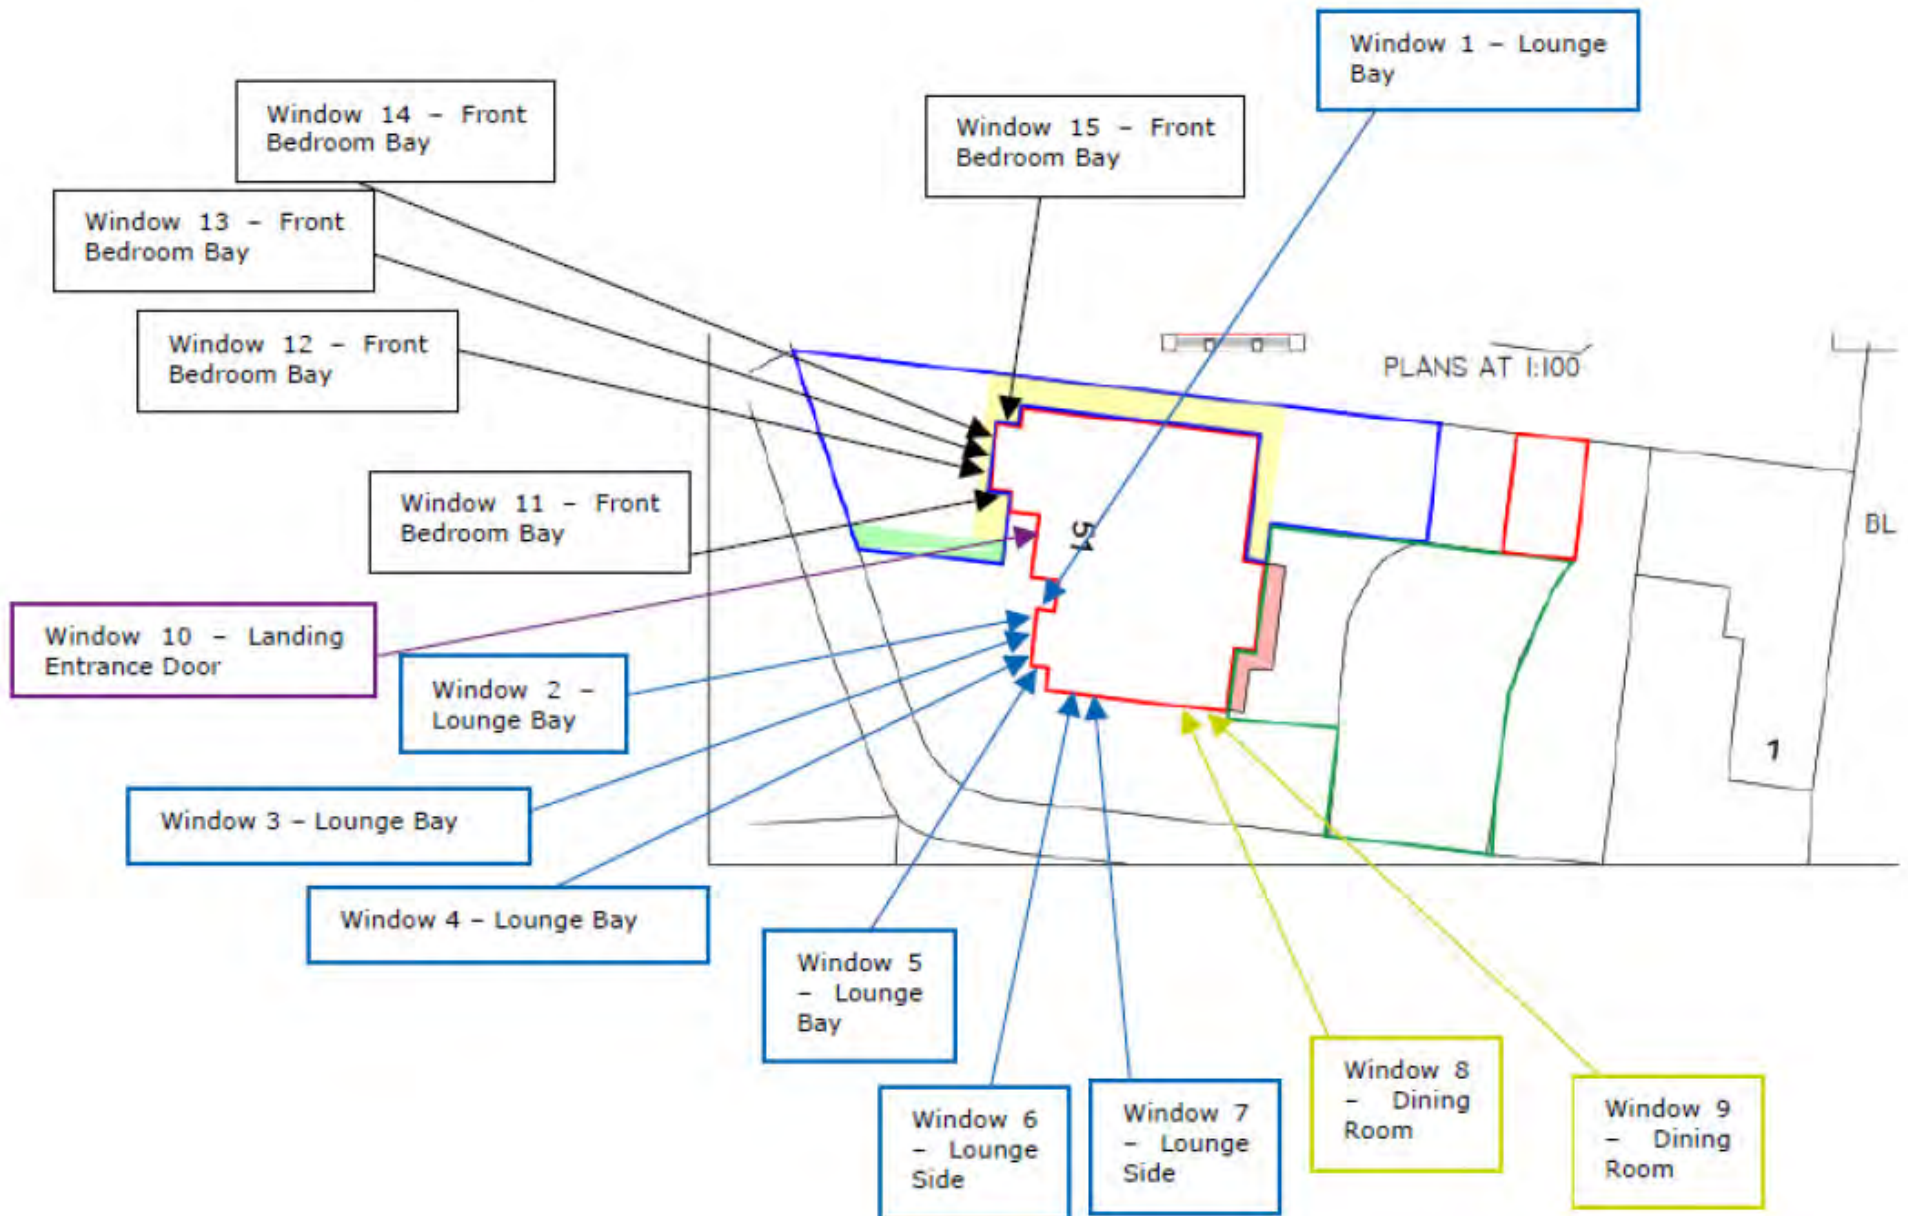 Window 1 – Lounge
Bay
Window 14 – Front
Bedroom Bay
Window 15 – Front
Bedroom Bay
Window 13 – Front
Bedroom Bay
Window 12 – Front
Bedroom Bay
PLANS AT 1:100
Window 11 – Front
Bedroom Bay
51
BL
Window 10 – Landing
Entrance Door
Window 2 –
Lounge Bay
1
Window 3 – Lounge Bay
Window 4 – Lounge Bay
Window 5
– Lounge
Bay
Window 6
– Lounge
Side
Window 7
– Lounge
Side
Window 8
– Dining
Room
Window 9
– Dining
Room